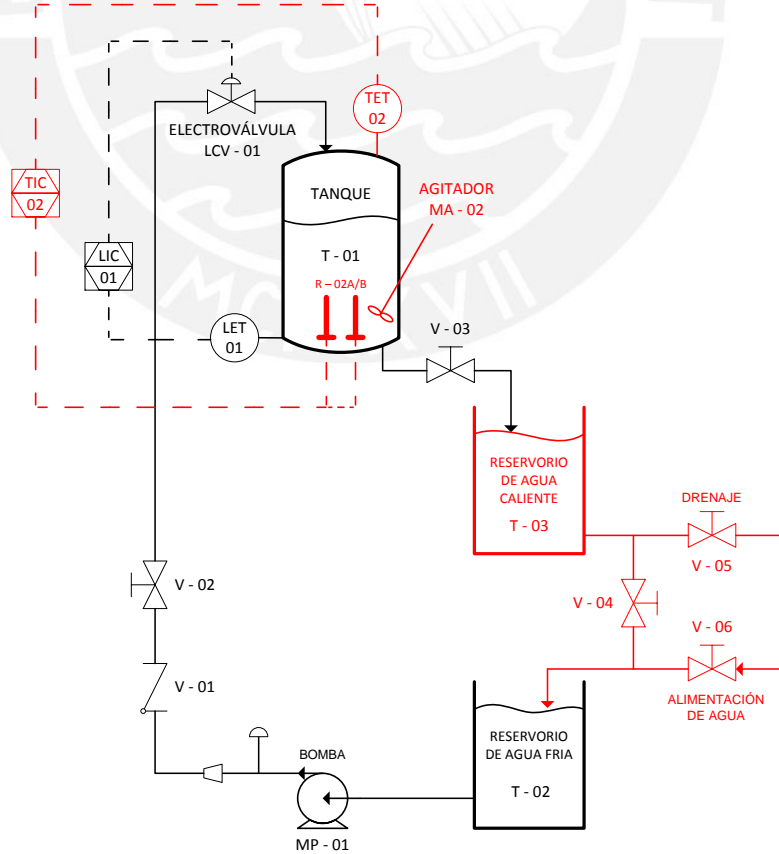 TET
02
ELECTROVÁLVULA
LCV - 01
TIC
02
TANQUE
AGITADOR
MA - 02
LIC
01
T - 01
R – 02A/B
LET
01
V - 03
RESERVORIO
DE AGUA
CALIENTE
T - 03
DRENAJE
V - 05
V - 02
V - 04
V - 06
ALIMENTACIÓN
DE AGUA
V - 01
RESERVORIO
DE AGUA FRIA
T - 02
BOMBA
MP - 01